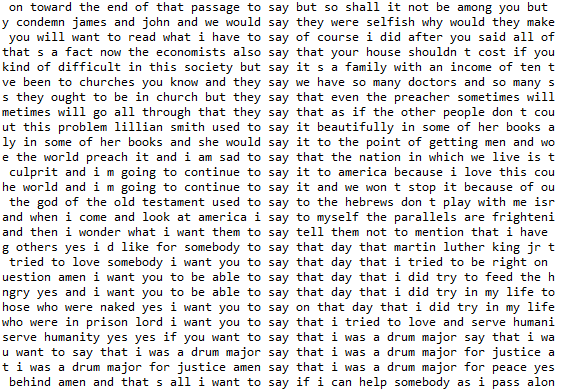 on toward the end of that passage to say but so shall it not be among you but
y condemn james and john and we would say they were selfish why would they make
you will want to read what i have to say of course i did after you said all of
that s a fact now the economists also say that your house shouldn t cost if you
kind of difficult in this society but say it s a family with an income of ten t
ve been to churches you know and they say we have so many doctors and so many s
s they ought to be in church but they say that even the preacher sometimes will
metimes will go all through that they say that as if the other people don t cou
ut this problem lillian smith used to say it beautifully in some of her books a
ly in some of her books and she would say it to the point of getting men and wo
e the world preach it and i am sad to say that the nation in which we live is t
culprit and i m going to continue to say it to america because i love this cou
he world and i m going to continue to say it and we won t stop it because of ou
the god of the old testament used to say to the hebrews don t play with me isr
and when i come and look at america i say to myself the parallels are frighteni
and then i wonder what i want them to say tell them not to mention that i have
g others yes i d like for somebody to say that day that martin luther king jr t
tried to love somebody i want you to say that day that i tried to be right on
uestion amen i want you to be able to say that day that i did try to feed the h
ngry yes and i want you to be able to say that day that i did try in my life to
hose who were naked yes i want you to say on that day that i did try in my life
who were in prison lord i want you to say that i tried to love and serve humani
serve humanity yes yes if you want to say that i was a drum major say that i wa
u want to say that i was a drum major say that i was a drum major for justice a
t i was a drum major for justice amen say that i was a drum major for peace yes
behind amen and that s all i want to say if i can help somebody as i pass alon